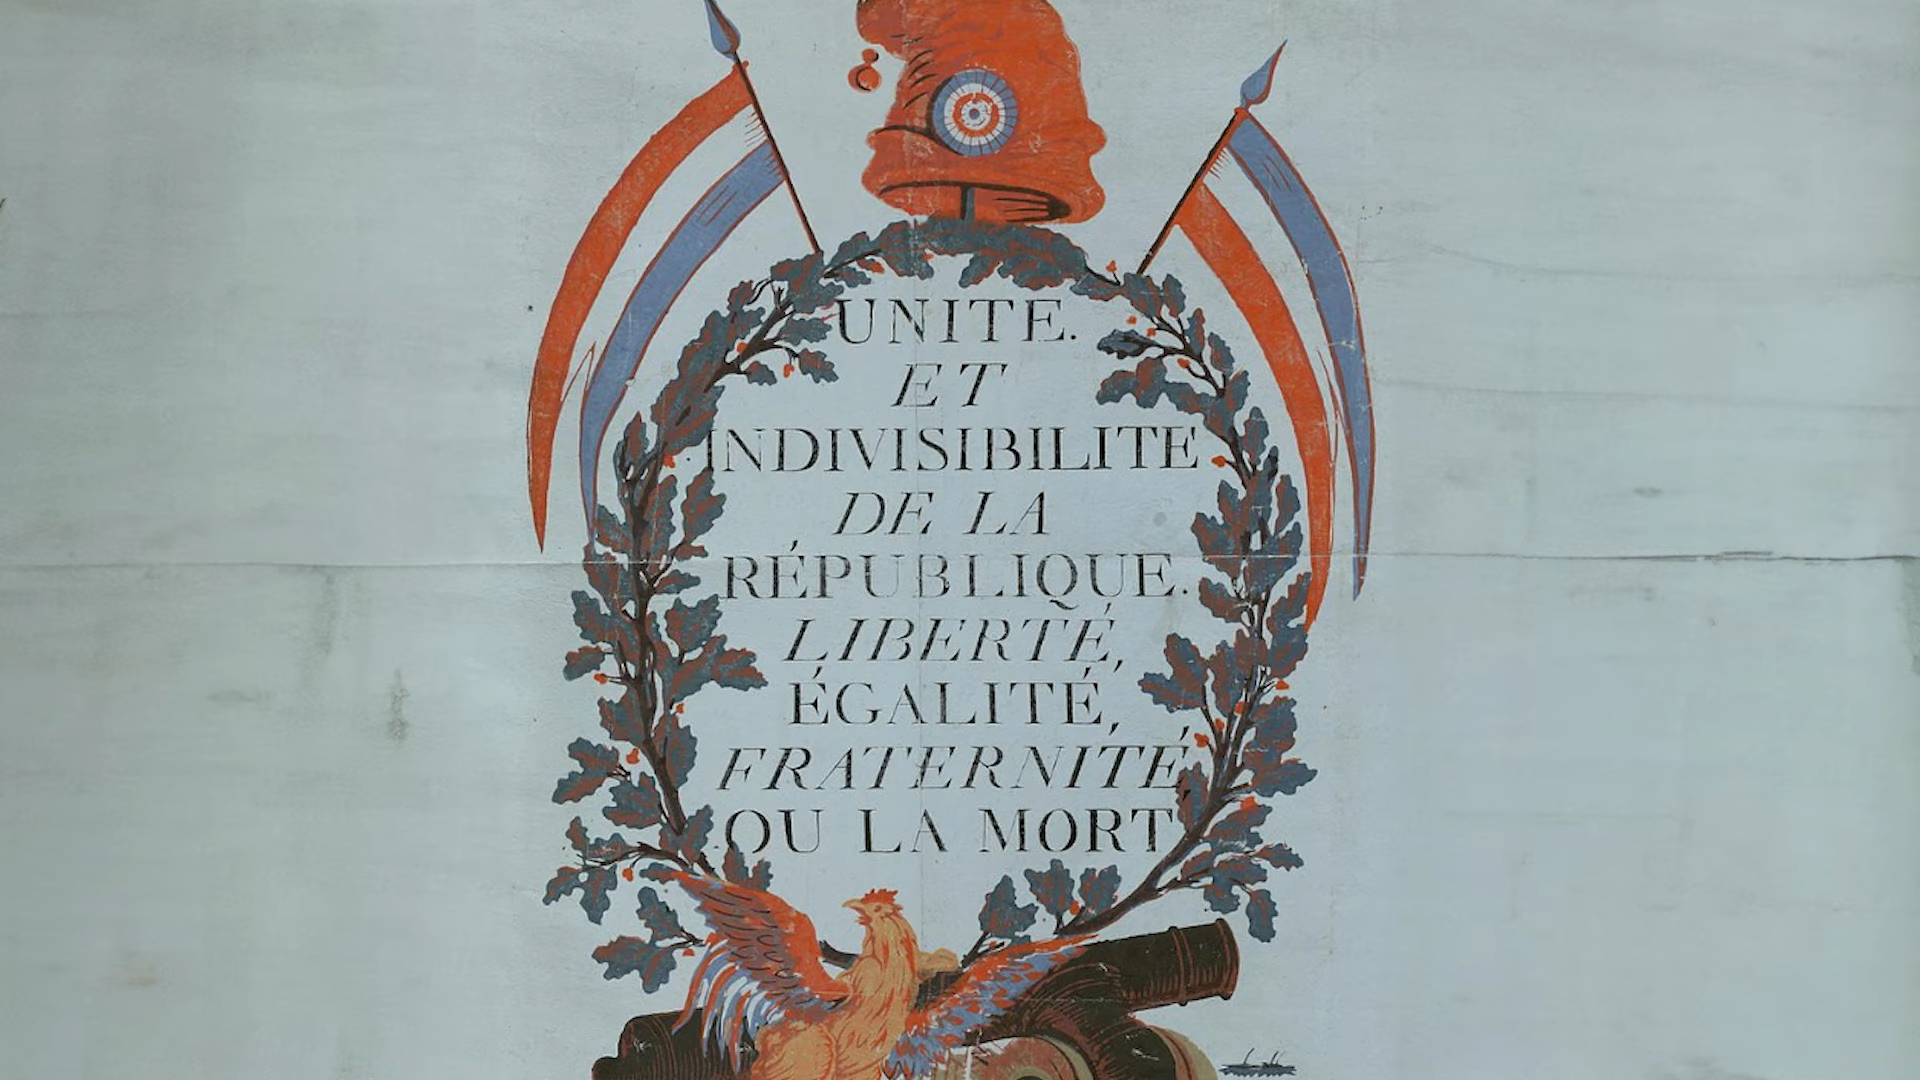 UNITE.
ET
INDIVISIBILITE
DE LA
RÉPUBLIQUE.
LIBERTÉ,
ÉGALITÉ,
FRATERNITÉ,
OU LA MORT